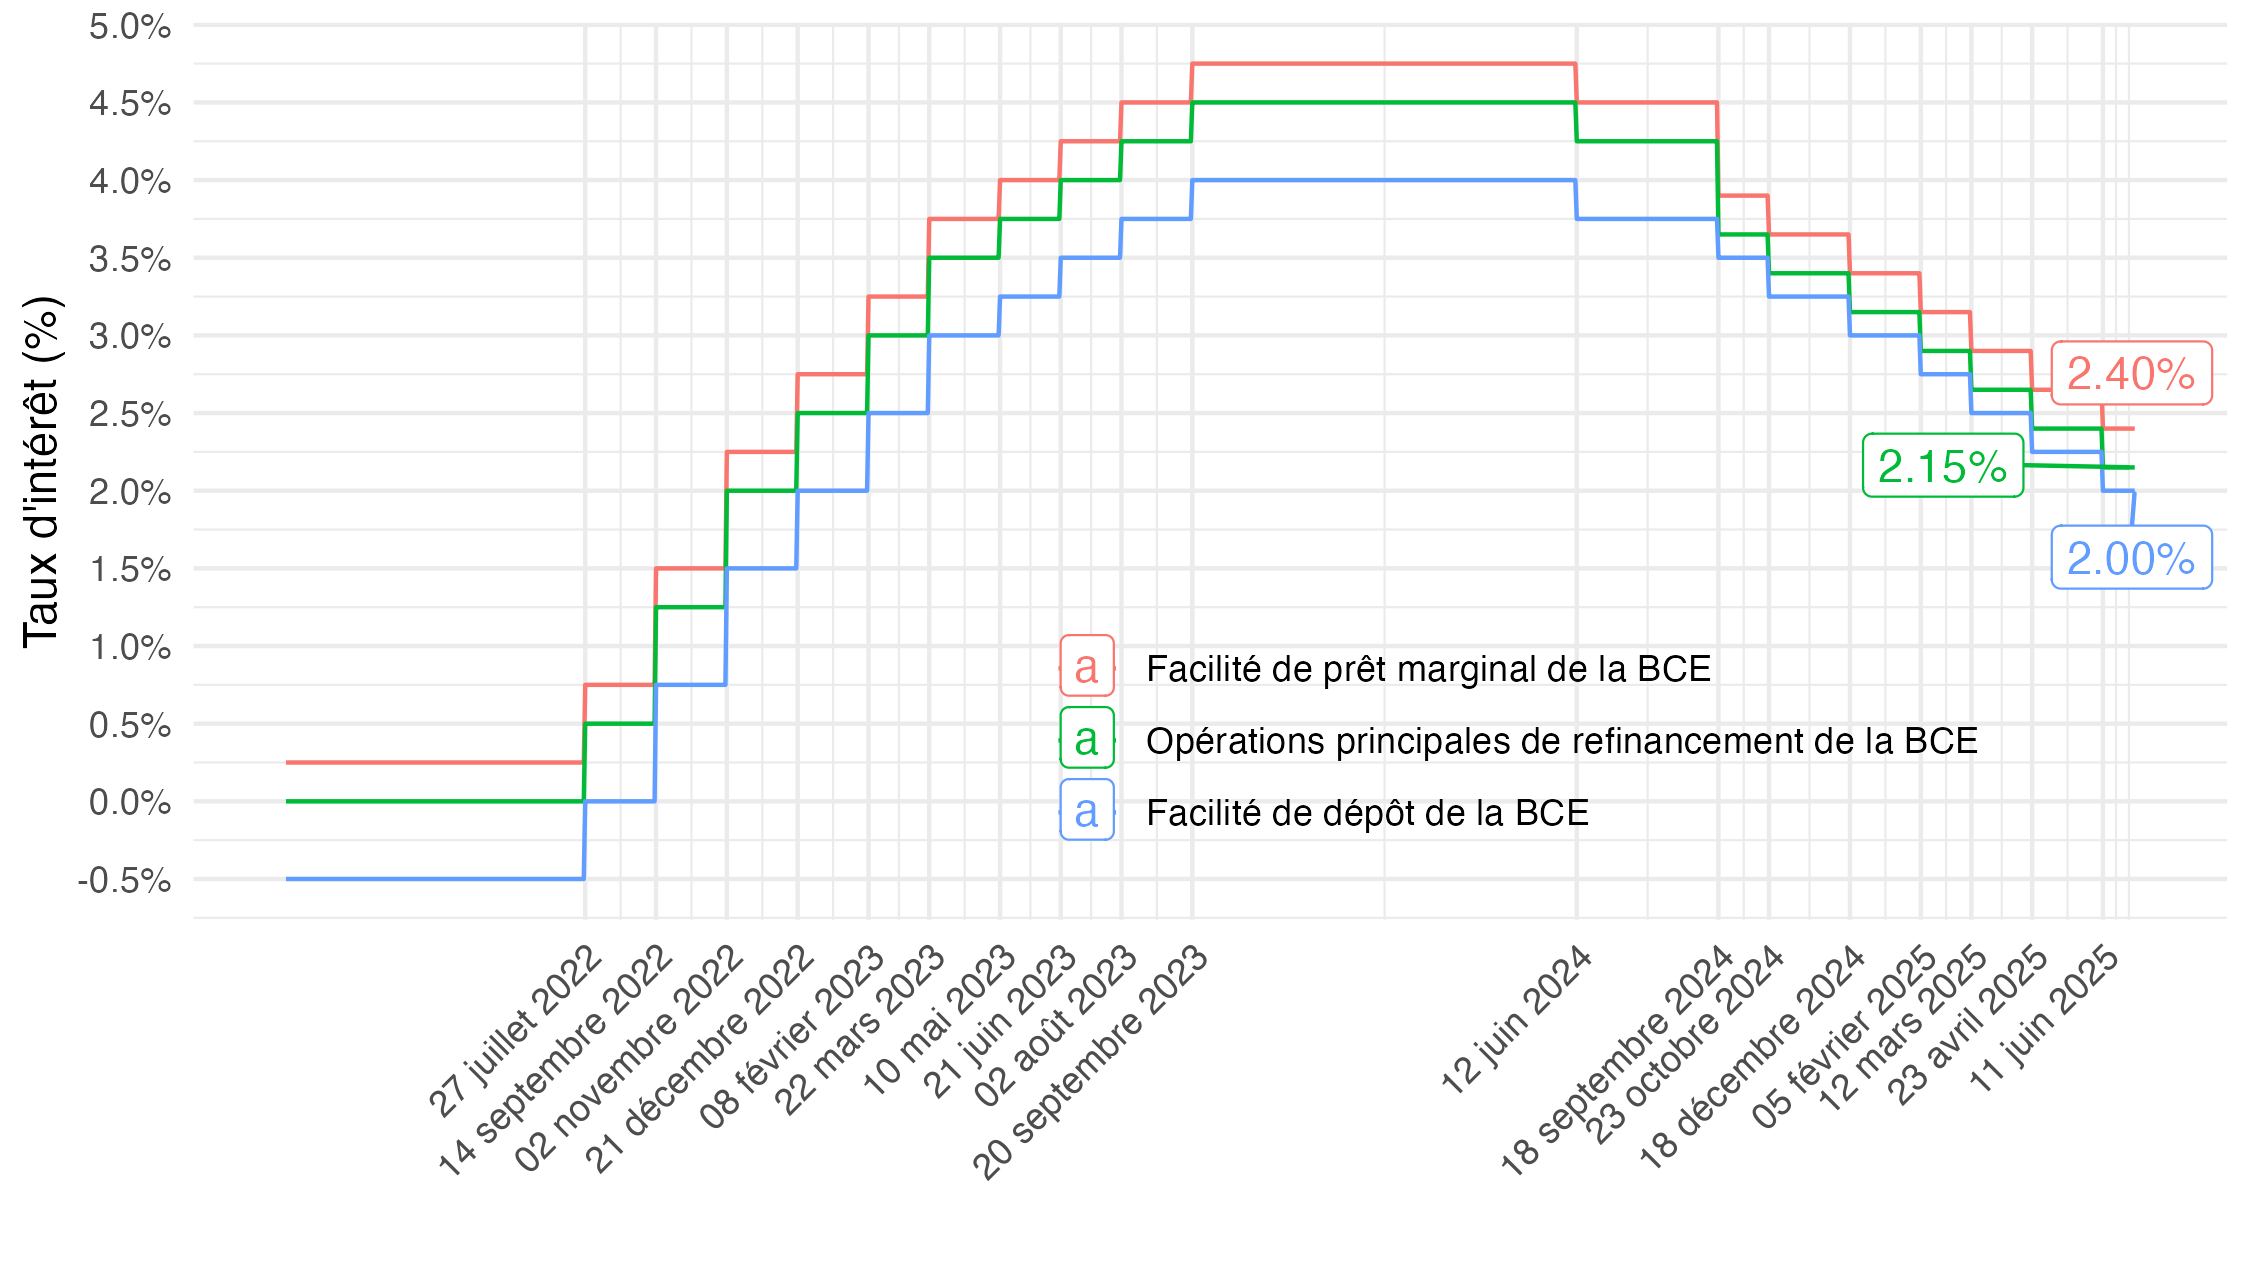 5.0%
4.5%
4.0%
3.5%
3.0%
2.5%
2.0%
1.5%
1.0%
0.5%
0.0%
-0.5%
Taux d'intérêt (%)
2.40%
2.15%
2.00%
a Facilité de prêt marginal de la BCE
a Opérations principales de refinancement de la BCE
a Facilité de dépôt de la BCE
27 juillet 2022
14 septembre 2022
02 novembre 2022
21 décembre 2022
08 février 2023
22 mars 2023
10 mai 2023
21 juin 2023
02 août 2023
20 septembre 2023
12 juin 2024
18 septembre 2024
23 octobre 2024
18 décembre 2024
05 février 2025
12 mars 2025
23 avril 2025
11 juin 2025